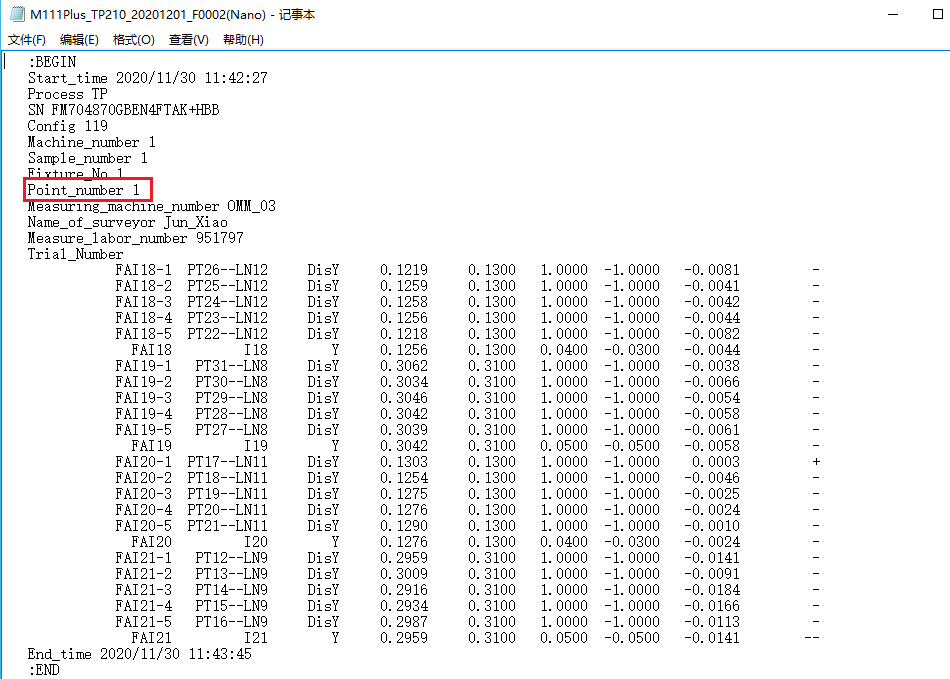 M111Plus_TP210_20201201_F0002(Nano) - 记事本
文件(F) 编辑(E) 格式(O) 查看(V) 帮助(H)
:BEGIN
Start_time 2020/11/30 11:42:27
Process TP
SN FM704870GBEN4FTAK+HBB
Config 119
Machine_number 1
Sample_number 1
Fixture_No 1
Point_number 1
Measuring_machine_number OMM_03
Name_of_surveyor Jun_Xiao
Measure_labor_number 951797
Trial_Number
FAI18-1 PT26--LN12 DisY 0.1219 0.1300 1.0000 -1.0000 -0.0081 -
FAI18-2 PT25--LN12 DisY 0.1259 0.1300 1.0000 -1.0000 -0.0041 -
FAI18-3 PT24--LN12 DisY 0.1258 0.1300 1.0000 -1.0000 -0.0042 -
FAI18-4 PT23--LN12 DisY 0.1256 0.1300 1.0000 -1.0000 -0.0044 -
FAI18-5 PT22--LN12 DisY 0.1218 0.1300 1.0000 -1.0000 -0.0082 -
FAI18 I18 Y 0.1256 0.1300 0.0400 -0.0300 -0.0044 -
FAI19-1 PT31--LN8 DisY 0.3062 0.3100 1.0000 -1.0000 -0.0038 -
FAI19-2 PT30--LN8 DisY 0.3034 0.3100 1.0000 -1.0000 -0.0066 -
FAI19-3 PT29--LN8 DisY 0.3046 0.3100 1.0000 -1.0000 -0.0054 -
FAI19-4 PT28--LN8 DisY 0.3042 0.3100 1.0000 -1.0000 -0.0058 -
FAI19-5 PT27--LN8 DisY 0.3039 0.3100 1.0000 -1.0000 -0.0061 -
FAI19 I19 Y 0.3042 0.3100 0.0500 -0.0500 -0.0058 -
FAI20-1 PT17--LN11 DisY 0.1303 0.1300 1.0000 -1.0000 0.0003 +
FAI20-2 PT18--LN11 DisY 0.1254 0.1300 1.0000 -1.0000 -0.0046 -
FAI20-3 PT19--LN11 DisY 0.1275 0.1300 1.0000 -1.0000 -0.0025 -
FAI20-4 PT20--LN11 DisY 0.1276 0.1300 1.0000 -1.0000 -0.0024 -
FAI20-5 PT21--LN11 DisY 0.1290 0.1300 1.0000 -1.0000 -0.0010 -
FAI20 I20 Y 0.1276 0.1300 0.0400 -0.0300 -0.0024 -
FAI21-1 PT12--LN9 DisY 0.2959 0.3100 1.0000 -1.0000 -0.0141 -
FAI21-2 PT13--LN9 DisY 0.3009 0.3100 1.0000 -1.0000 -0.0091 -
FAI21-3 PT14--LN9 DisY 0.2916 0.3100 1.0000 -1.0000 -0.0184 -
FAI21-4 PT15--LN9 DisY 0.2934 0.3100 1.0000 -1.0000 -0.0166 -
FAI21-5 PT16--LN9 DisY 0.2987 0.3100 1.0000 -1.0000 -0.0113 -
FAI21 I21 Y 0.2959 0.3100 0.0500 -0.0500 -0.0141 --
End_time 2020/11/30 11:43:45
:END